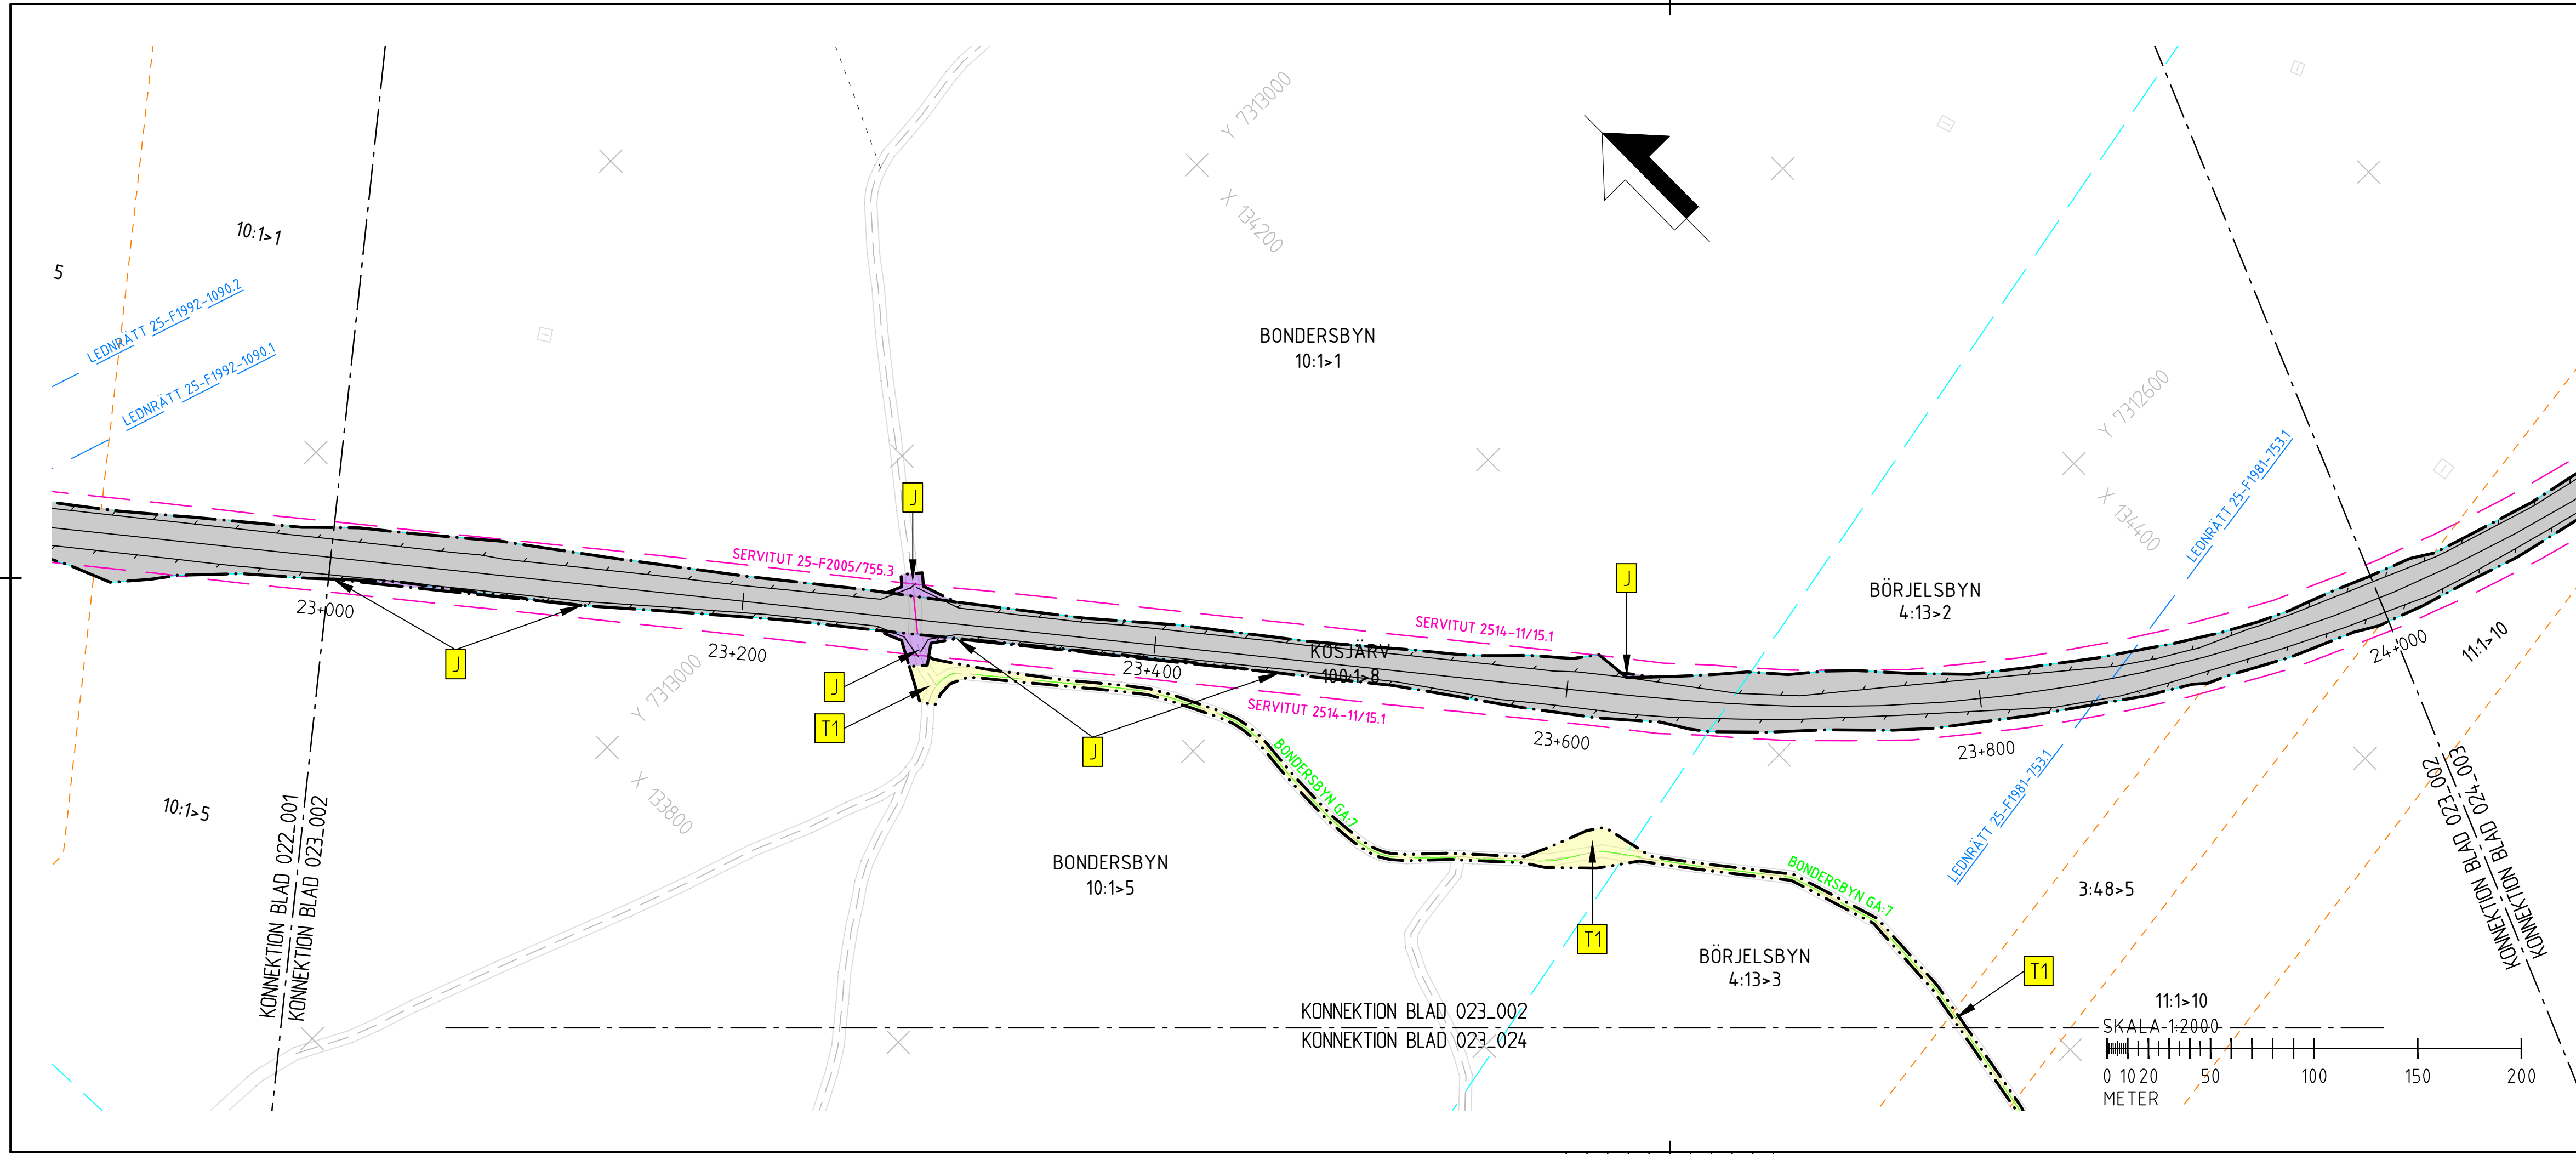 Y 7313000
X 134200
10:1>1
LEDNRÄTT 25-F1992-1090.2
LEDNRÄTT 25-F1992-1090.1
BONDERSBYN
10:1>1
Y 7312600
X 134400
LEDNRÄTT 25-F1981-753.1
J
SERVITUT 25-F2005/755.3
J
BÖRJELSBYN
4:13>2
23+000
23+200
23+400
SERVITUT 2514-11/15.1
KOSJÄRV
100:1>8
24+000
11:1>10
J
J
T1
Y 7313000
X 133800
J
SERVITUT 2514-11/15.1
23+600
23+800
10:1>5
KONNEKTION BLAD 022_001
KONNEKTION BLAD 023_002
BONDERSBYN GA:7
LEDNRÄTT 25-F1981-753.1
KONNEKTION BLAD 023_002
KONNEKTION BLAD 024_003
BONDERSBYN
10:1>5
BONDERSBYN GA:7
3:48>5
T1
BÖRJELSBYN
4:13>3
T1
KONNEKTION BLAD 023_002
KONNEKTION BLAD 023_024
11:1>10
SKALA 1:2000
0 10 20 50 100 150 200
METER